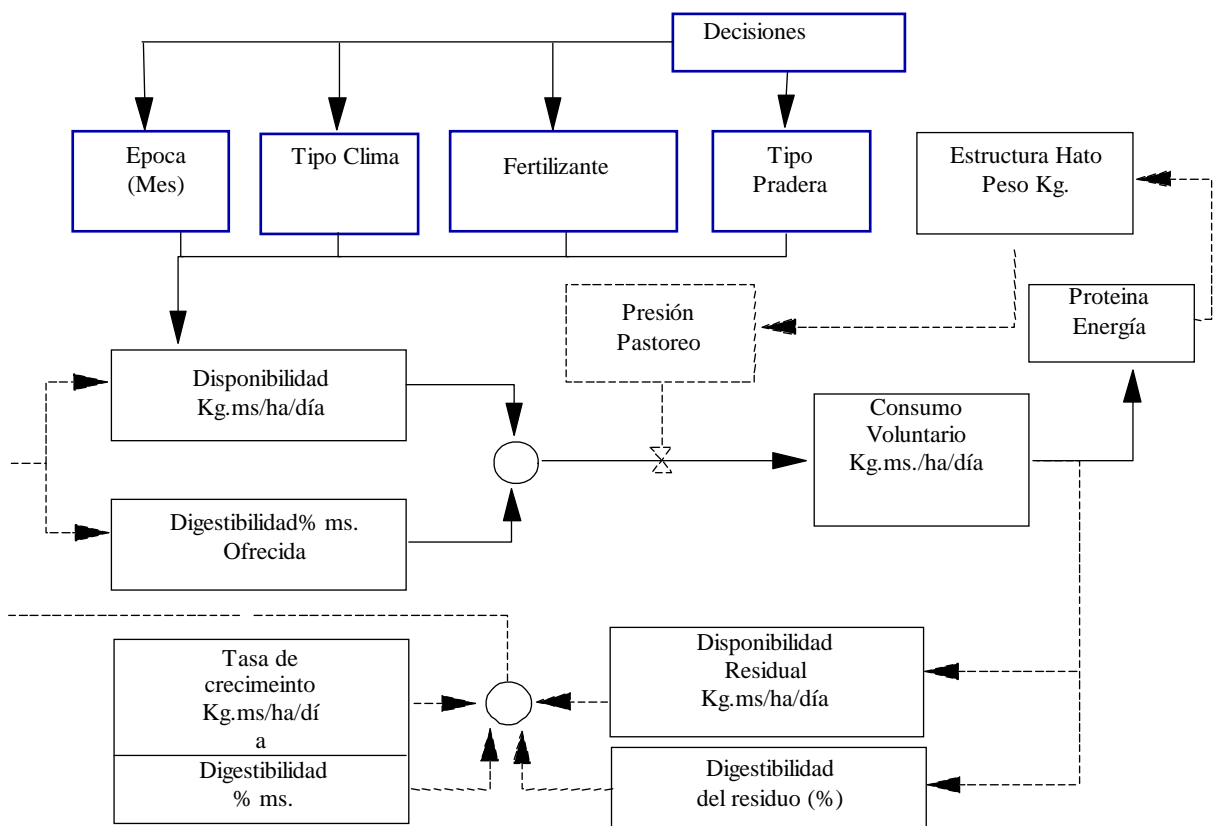 Decisiones
Epoca
(Mes)
Tipo Clima
Fertilizante
Tipo
Pradera
Estructura Hato
Peso Kg.
Presión
Pastoreo
Proteina
Energía
Disponibilidad
Kg.ms/ha/día
Consumo
Voluntario
Kg.ms./ha/día
Digestibilidad% ms.
Ofrecida
Tasa de
crecimeinto
Kg.ms/ha/dí
a
Digestibilidad
% ms.
Disponibilidad
Residual
Kg.ms/ha/día
Digestibilidad
del residuo (%)